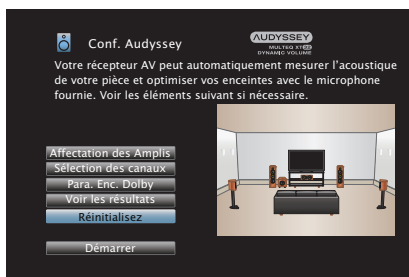 Conf. Audyssey
AUDYSSEY
MULTEQ XT32
DYNAMIC VOLUME
Votre récepteur AV peut automatiquement mesurer l'acoustique
de votre pièce et optimiser vos enceintes avec le microphone
fournie. Voir les éléments suivant si nécessaire.
Affectation des Amplis
Sélection des canaux
Para. Enc. Dolby
Voir les résultats
Réinitialisez
Démarrer